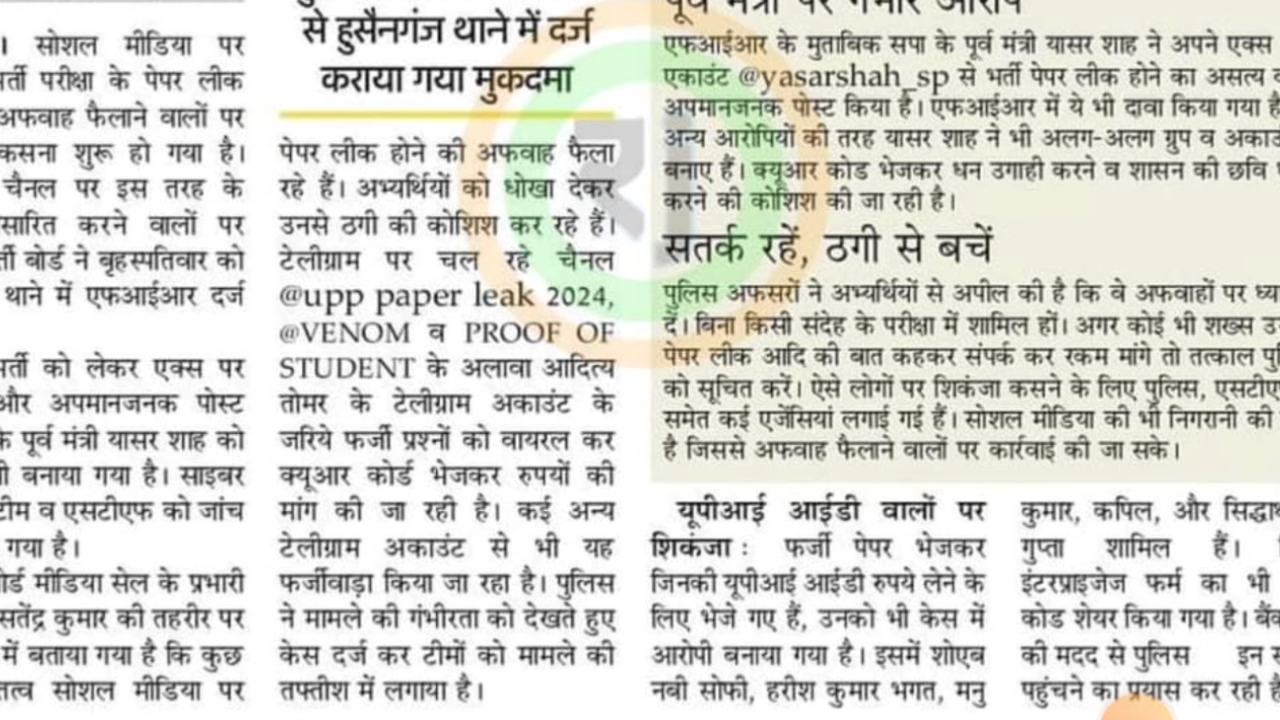 । सोशल मीडिया पर
परीक्षा के पेपर लीक
अफवाह फैलाने वालों पर
कसना शुरू हो गया है।
चैनल पर इस तरह के
करने वालों पर
बोर्ड ने बृहस्पतिवार को
थाने में एफआईआर दर्ज
को लेकर एक्स पर
और अपमानजनक पोस्ट
के पूर्व मंत्री यासर शाह को
बनाया गया है। साइबर
टीम व एसटीएफ को जांच
गया है।
मीडिया सेल के प्रभारी
सतेंद्र कुमार की तहरीर पर
में बताया गया है कि कुछ
तत्व सोशल मीडिया पर
से हुसैनगंज थाने में दर्ज
कराया गया मुकदमा
पेपर लीक होने की अफवाह फैला
रहे हैं। अभ्यर्थियों को धोखा देकर
उनसे ठगी की कोशिश कर रहे हैं।
टेलीग्राम पर चल रहे चैनल
@upp paper leak 2024,
@VENOM व PROOF OF
STUDENT के अलावा आदित्य
तोमर के टेलीग्राम अकाउंट के
जरिये फर्जी प्रश्नों को वायरल कर
क्यूआर कोर्ड भेजकर रुपयों की
मांग की जा रही है। कई अन्य
टेलीग्राम अकाउंट से भी यह
फर्जीवाड़ा किया जा रहा है। पुलिस
ने मामले की गंभीरता को देखते हुए
केस दर्ज कर टीमों को मामले की
तफ्तीश में लगाया है।
पूर्व मंत्री पर गंभीर आरोप
एफआईआर के मुताबिक सपा के पूर्व मंत्री यासर शाह ने अपने एक्स
एकाउंट @yasarshah_sp से भर्ती पेपर लीक होने का असत्य
अपमानजनक पोस्ट किया है। एफआईआर में ये भी दावा किया गया है
अन्य आरोपियों की तरह यासर शाह ने भी अलग-अलग ग्रुप व
बनाए हैं। क्यूआर कोड भेजकर धन उगाही करने व शासन की छवि
करने की कोशिश की जा रही है।
सतर्क रहें, ठगी से बचें
पुलिस अफसरों ने अभ्यर्थियों से अपील की है कि वे अफवाहों पर
दें। बिना किसी संदेह के परीक्षा में शामिल हों। अगर कोई भी शख्स
पेपर लीक आदि की बात कहकर संपर्क कर रकम मांगे तो तत्काल
को सूचित करें। ऐसे लोगों पर शिकंजा कसने के लिए पुलिस,
समेत कई एजेंसियां लगाई गई हैं। सोशल मीडिया की भी निगरानी की
है जिससे अफवाह फैलाने वालों पर कार्रवाई की जा सके।
यूपीआई आईडी वालों पर
शिकंजा : फर्जी पेपर भेजकर
जिनकी यूपीआई आईडी रुपये लेने के
लिए भेजे गए हैं, उनको भी केस में
आरोपी बनाया गया है। इसमें शोएब
नबी सोफी, हरीश कुमार भगत, मनु
कुमार, कपिल, और
गुप्ता शामिल हैं।
इंटरप्राइजेज फर्म का भी
कोड शेयर किया गया है।
की मदद से पुलिस इन
पहुंचने का प्रयास कर रही